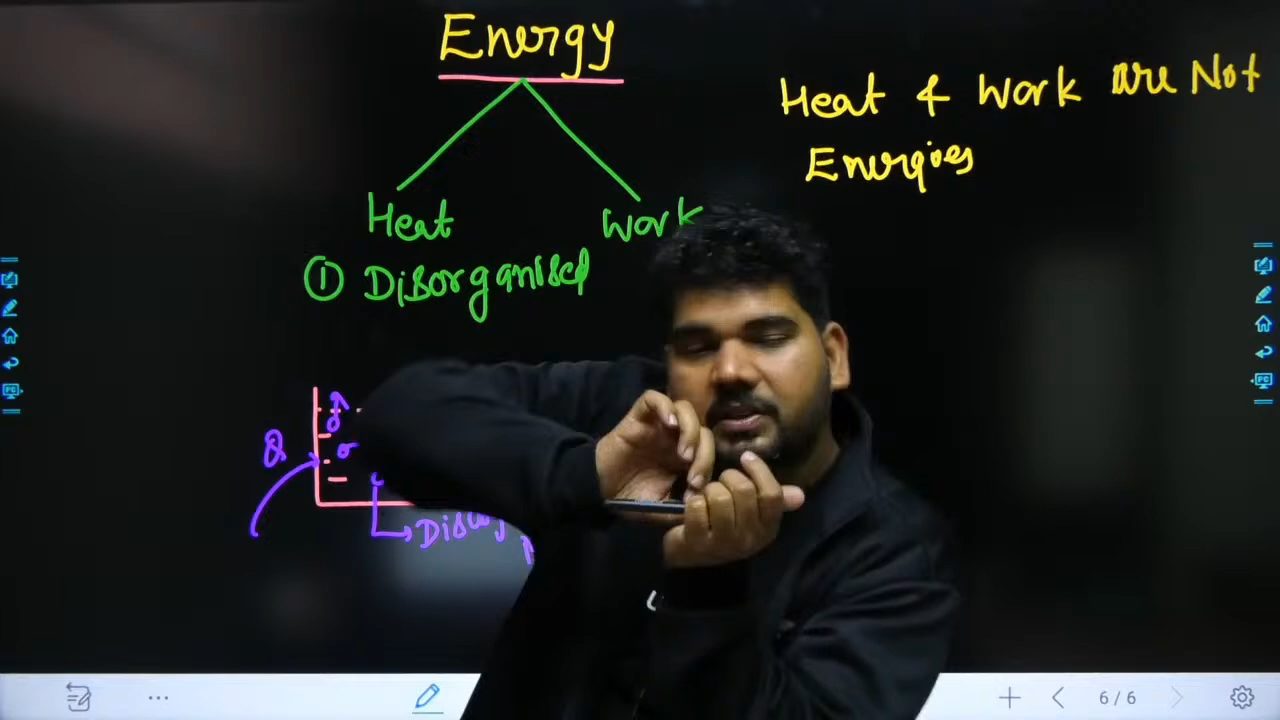 Energy
Heat & Work are Not
Energies
Heat Work
① Disorganised
Q
6/6